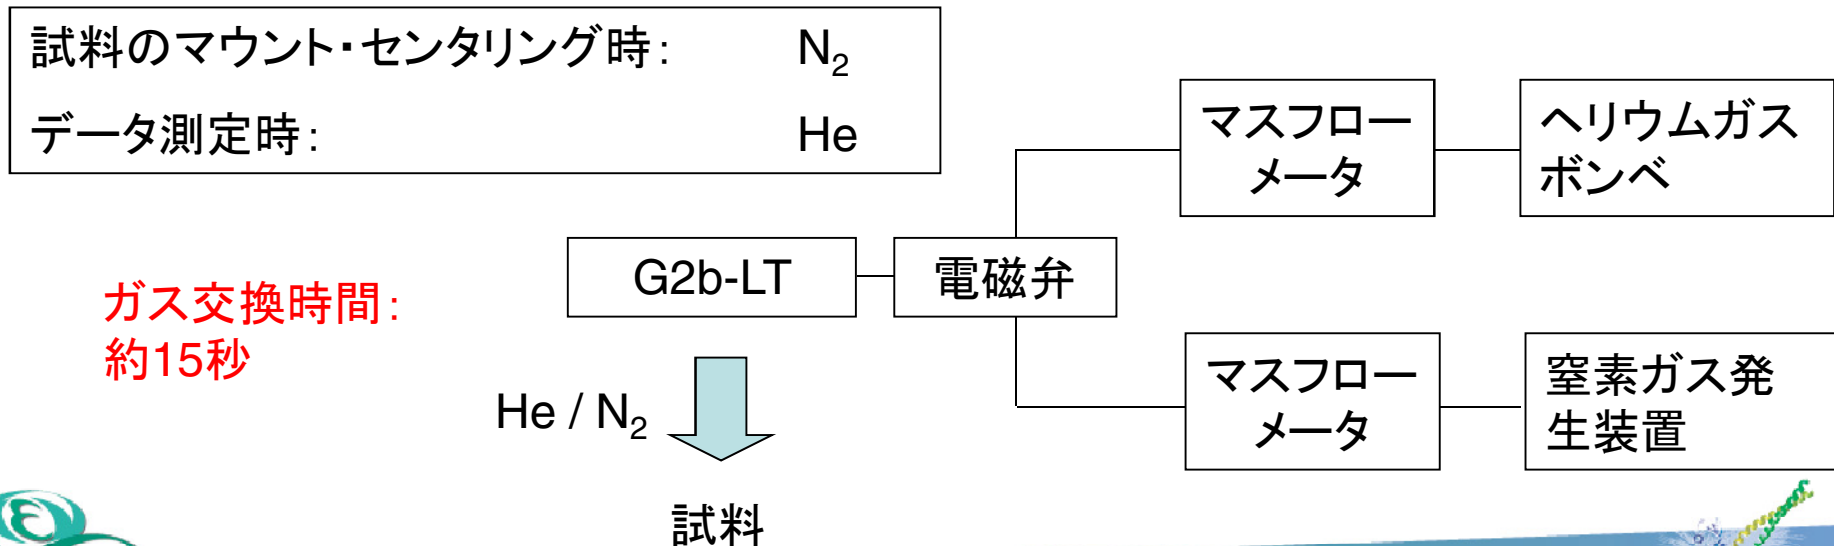 試料のマウント・センタリング時： N₂
データ測定時： He
マスフロー
メータ
ヘリウムガス
ボンベ
G2b-LT
電磁弁
ガス交換時間：
約15秒
マスフロー
メータ
窒素ガス発
生装置
He / N₂
試料